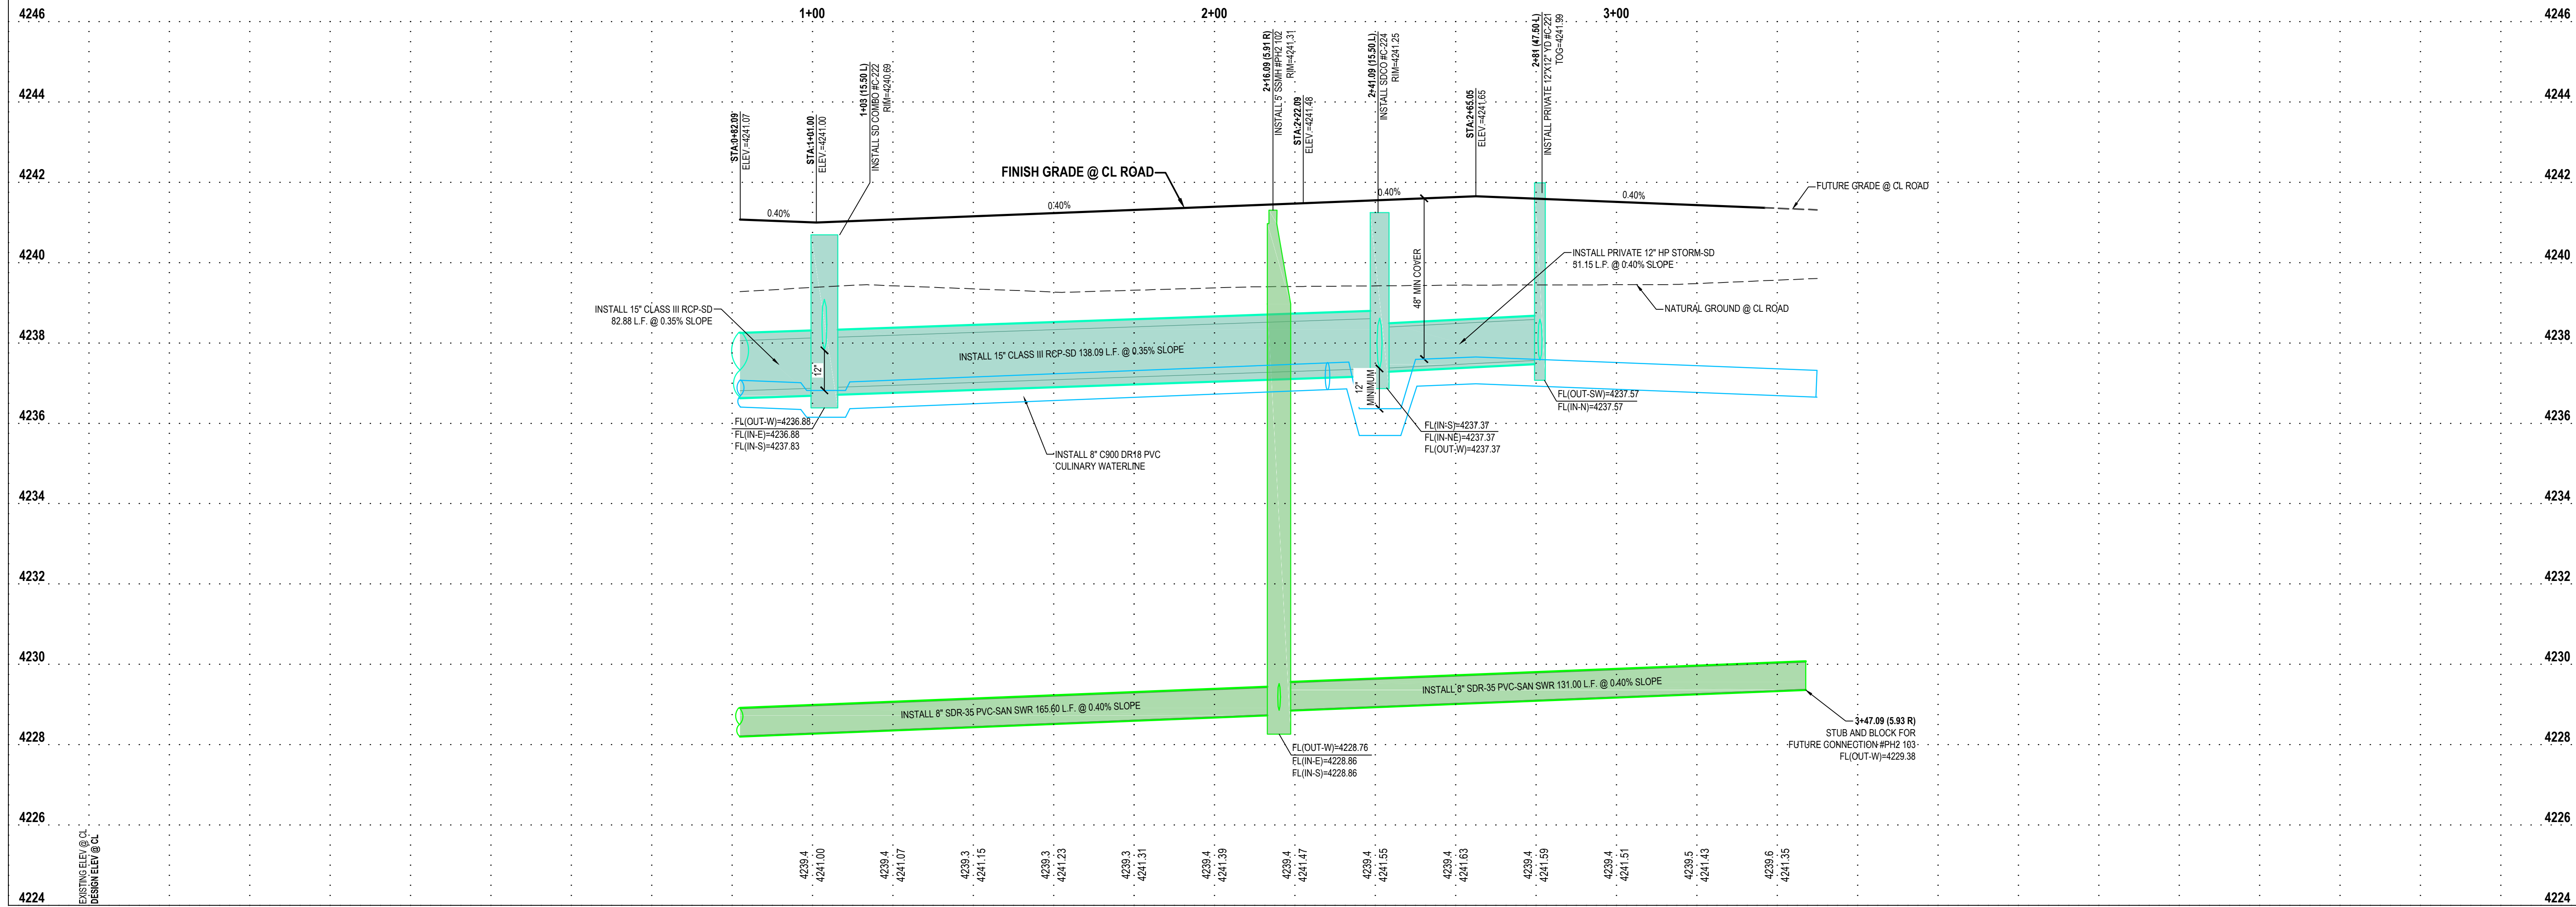 1+00
2+00
3+00
4246
4246
4244
4244
4242
4242
4240
4240
4238
4238
4236
4236
4234
4234
4232
4232
4230
4230
4228
4228
4226
4226
4224
4224
STA:0+82.09
ELEV.=4241.07
STA:1+01.00
ELEV.=4241.00
1+03 (15.50 L)
INSTALL SD COMBO #C-222
RIM=4240.69
2+16.09 (5.91 R)
INSTALL 5' SSMH #PH2 102
RIM=4241.31
STA:2+22.09
ELEV.=4241.48
2+41.09 (15.50 L)
INSTALL SDCO #C-224
RIM=4241.25
STA:2+65.05
ELEV.=4241.65
2+81 (47.50 L)
INSTALL PRIVATE 12"X12" YD #C-221
TOG=4241.99
FINISH GRADE @ CL ROAD
0.40%
0.40%
0.40%
0.40%
FUTURE GRADE @ CL ROAD
48" MIN COVER
INSTALL PRIVATE 12" HP STORM-SD
51.15 L.F. @ 0.40% SLOPE
NATURAL GROUND @ CL ROAD
INSTALL 15" CLASS III RCP-SD
82.88 L.F. @ 0.35% SLOPE
INSTALL 15" CLASS III RCP-SD 138.09 L.F. @ 0.35% SLOPE
12"
12"
MINIMUM
FL(OUT-W)=4236.88
FL(IN-E)=4236.88
FL(IN-S)=4237.83
INSTALL 8" C900 DR18 PVC
CULINARY WATERLINE
FL(IN-S)=4237.37
FL(IN-NE)=4237.37
FL(OUT-W)=4237.37
FL(OUT-SW)=4237.57
FL(IN-N)=4237.57
INSTALL 8" SDR-35 PVC-SAN SWR 165.60 L.F. @ 0.40% SLOPE
INSTALL 8" SDR-35 PVC-SAN SWR 131.00 L.F. @ 0.40% SLOPE
FL(OUT-W)=4228.76
FL(IN-E)=4228.86
FL(IN-S)=4228.86
3+47.09 (5.93 R)
STUB AND BLOCK FOR
FUTURE CONNECTION #PH2 103
FL(OUT-W)=4229.38
EXISTING ELEV @ CL
DESIGN ELEV @ CL
4239.4
4241.00
4239.4
4241.07
4239.3
4241.15
4239.3
4241.23
4239.3
4241.31
4239.4
4241.39
4239.4
4241.47
4239.4
4241.55
4239.4
4241.63
4239.4
4241.59
4239.4
4241.51
4239.5
4241.43
4239.6
4241.35